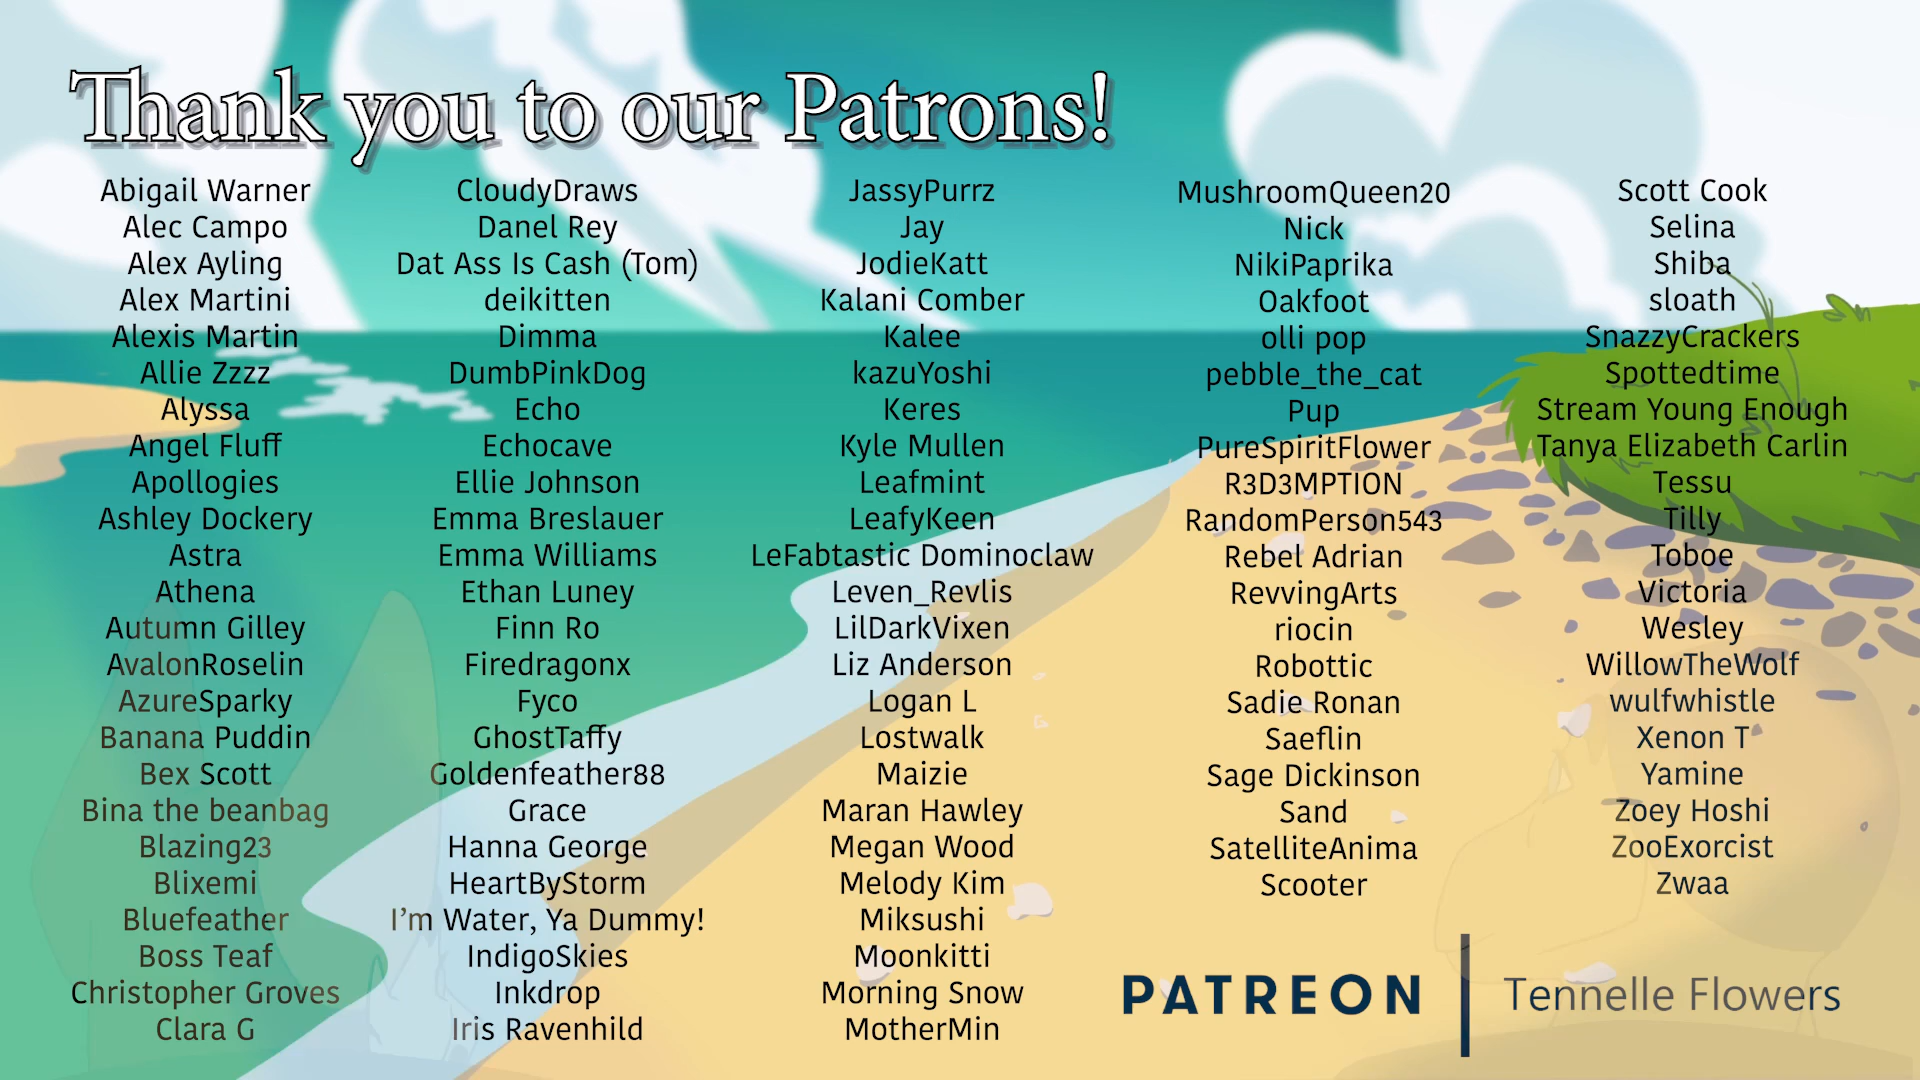 Thank you to our Patrons!
Abigail Warner
Alec Campo
Alex Ayling
Alex Martini
Alexis Martin
Allie Zzzz
Alyssa
Angel Fluff
Apollogies
Ashley Dockery
Astra
Athena
Autumn Gilley
AvalonRoselin
AzureSparky
Banana Puddin
Bex Scott
Bina the beanbag
Blazing23
Blixemi
Bluefeather
Boss Teaf
Christopher Groves
Clara G
CloudyDraws
Danel Rey
Dat Ass Is Cash (Tom)
deikitten
Dimma
DumbPinkDog
Echo
Echocave
Ellie Johnson
Emma Breslauer
Emma Williams
Ethan Luney
Finn Ro
Firedragonx
Fyco
GhostTaffy
Goldenfeather88
Grace
Hanna George
HeartByStorm
I’m Water, Ya Dummy!
IndigoSkies
Inkdrop
Iris Ravenhild
JassyPurrz
Jay
JodieKatt
Kalani Comber
Kalee
kazuYoshi
Keres
Kyle Mullen
Leafmint
LeafyKeen
LeFabtastic Dominoclaw
Leven_Revlis
LilDarkVixen
Liz Anderson
Logan L
Lostwalk
Maizie
Maran Hawley
Megan Wood
Melody Kim
Miksushi
Moonkitti
Morning Snow
MotherMin
MushroomQueen20
Nick
NikiPaprika
Oakfoot
olli pop
pebble_the_cat
Pup
PureSpiritFlower
R3D3MPTION
RandomPerson543
Rebel Adrian
RevvingArts
riocin
Robottic
Sadie Ronan
Saeflin
Sage Dickinson
Sand
SatelliteAnima
Scooter
Scott Cook
Selina
Shiba
sloath
SnazzyCrackers
Spottedtime
Stream Young Enough
Tanya Elizabeth Carlin
Tessu
Tilly
Toboe
Victoria
Wesley
WillowTheWolf
wulfwhistle
Xenon T
Yamine
Zoey Hoshi
ZooExorcist
Zwaa
PATREON | Tennelle Flowers